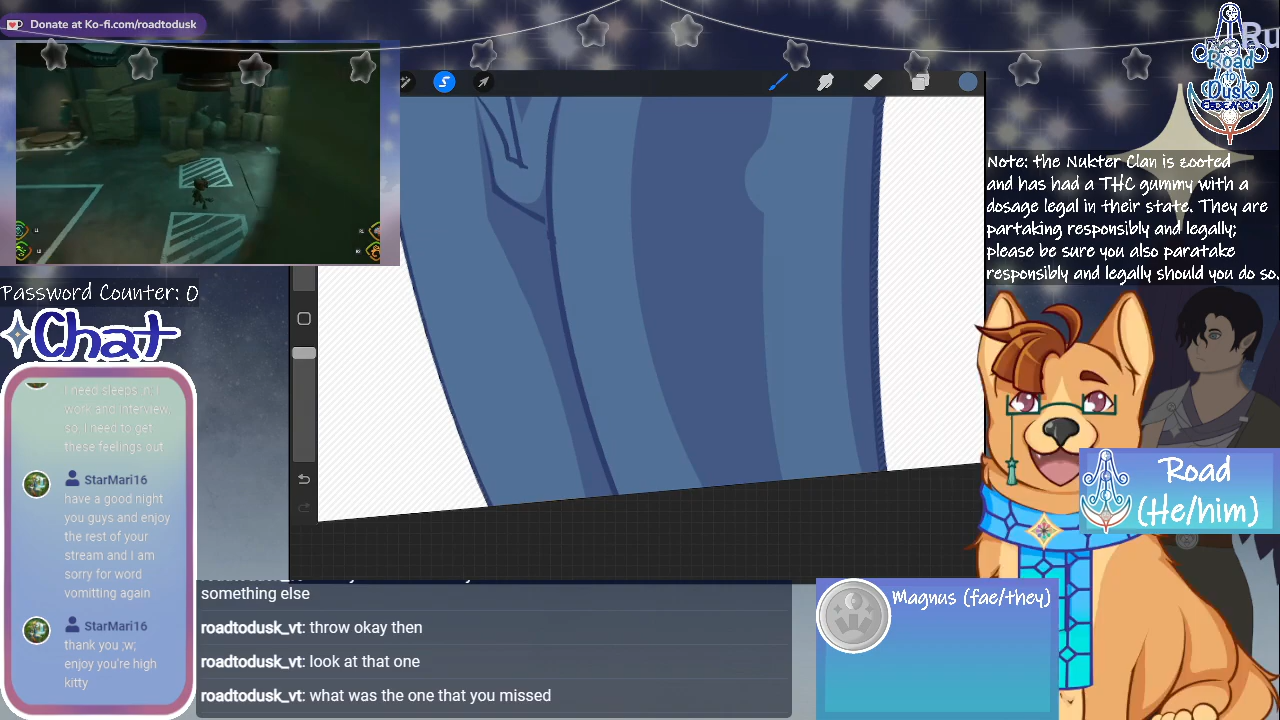 Donate at Ko-fi.com/roadtodusk
Ru
Road
to
Dusk
Note: the Nukter Clan is zooted
and has had a THC gummy with a
dosage legal in their state. They are
partaking responsibly and legally;
please be sure you also paratake
responsibly and legally should you do so.
Password Counter: 0
Chat
I need sleeps n' i
work and interview
so. I need to get
these feelings out
StarMari16
have a good night
you guys and enjoy
the rest of your
stream and I am
sorry for word
vomitting again
StarMari16
thank you ;w;
enjoy you're high
kitty
something else
roadtodusk_vt: throw okay then
roadtodusk_vt: look at that one
roadtodusk_vt: what was the one that you missed
Road
(He/him)
Magnus (fae/they)